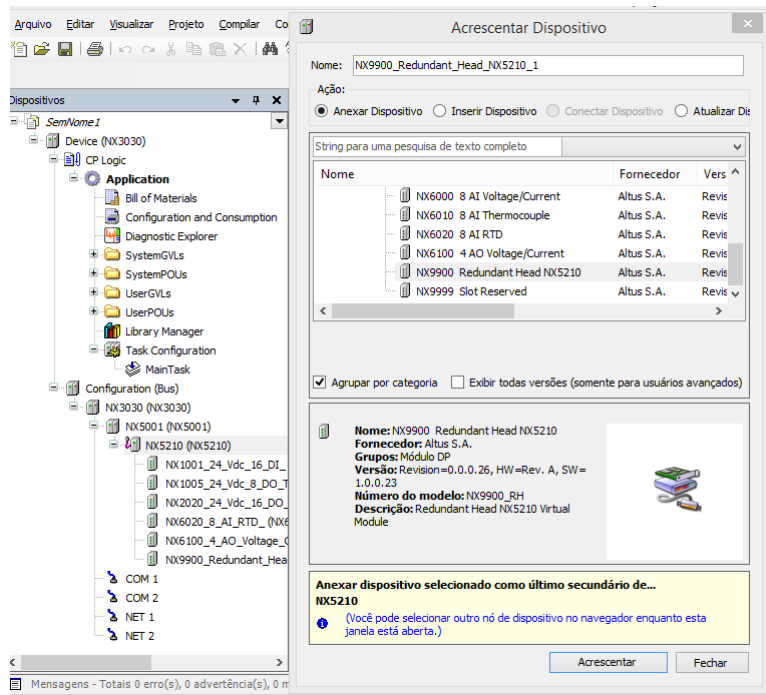 Arquivo Editar Visualizar Projeto Compilar Co
Dispositivos
SemNome1
Device (NX3030)
CP Logic
Application
Bill of Materials
Configuration and Consumption
Diagnostic Explorer
SystemGVLs
SystemPOUs
UserGVLs
UserPOUs
Library Manager
Task Configuration
MainTask
Configuration (Bus)
NX3030 (NX3030)
NX5001 (NX5001)
NX5210 (NX5210)
NX1001_24_Vdc_16_DI_
NX1005_24_Vdc_8_DO_T
NX2020_24_Vdc_16_DO_
NX6020_8_AI_RTD_ (NX6
NX6100_4_AO_Voltage_C
NX9900_Redundant_Hea
COM 1
COM 2
NET 1
NET 2
Mensagens - Totais 0 erro(s), 0 advertência(s), 0 m
Acrescentar Dispositivo
Nome: NX9900_Redundant_Head_NX5210_1
Ação:
Anexar Dispositivo Inserir Dispositivo Conectar Dispositivo Atualizar Dis
String para uma pesquisa de texto completo
Nome Fornecedor Vers
NX6000 8 AI Voltage/Current Altus S.A. Revis
NX6010 8 AI Thermocouple Altus S.A. Revis
NX6020 8 AI RTD Altus S.A. Revis
NX6100 4 AO Voltage/Current Altus S.A. Revis
NX9900 Redundant Head NX5210 Altus S.A. Revis
NX9999 Slot Reserved Altus S.A. Revis
Agrupar por categoria Exibir todas versões (somente para usuários avançados)
Nome: NX9900 Redundant Head NX5210
Fornecedor: Altus S.A.
Grupos: Módulo DP
Versão: Revision=0.0.0.26, HW=Rev. A, SW=
1.0.0.23
Número do modelo: NX9900_RH
Descrição: Redundant Head NX5210 Virtual
Module
Anexar dispositivo selecionado como último secundário de...
NX5210
(Você pode selecionar outro nó de dispositivo no navegador enquanto esta
janela está aberta.)
Acrescentar Fechar